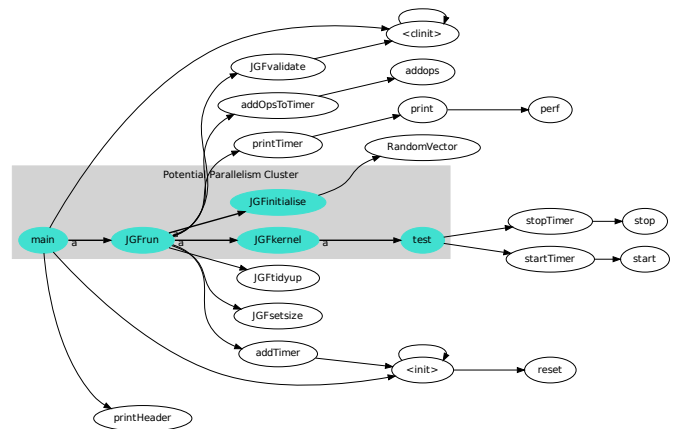 <clinit>
JGFvalidate
addops
addOpsToTimer
print
perf
printTimer
RandomVector
Potential Parallelism Cluster
JGFinitialise
stopTimer
stop
main
a
JGFrun
a
JGFkernel
a
test
startTimer
start
JGFtidyup
JGFsetsize
addTimer
<init>
reset
printHeader